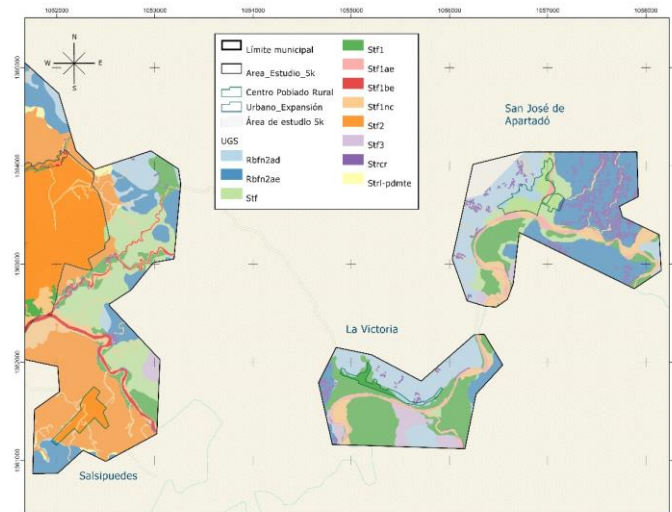 N
W E
S
Límite municipal
Area_Estudio_5k
Centro Poblado Rural
Urbano_Expansión
Área de estudio 5k
UGS
Rbfn2ad
Rbfn2ae
Stf
Stf1
Stf1ae
Stf1be
Stf1nc
Stf2
Stf3
Strcr
Strl-pdmte
San José de
Apartadó
La Victoria
Salsipuedes